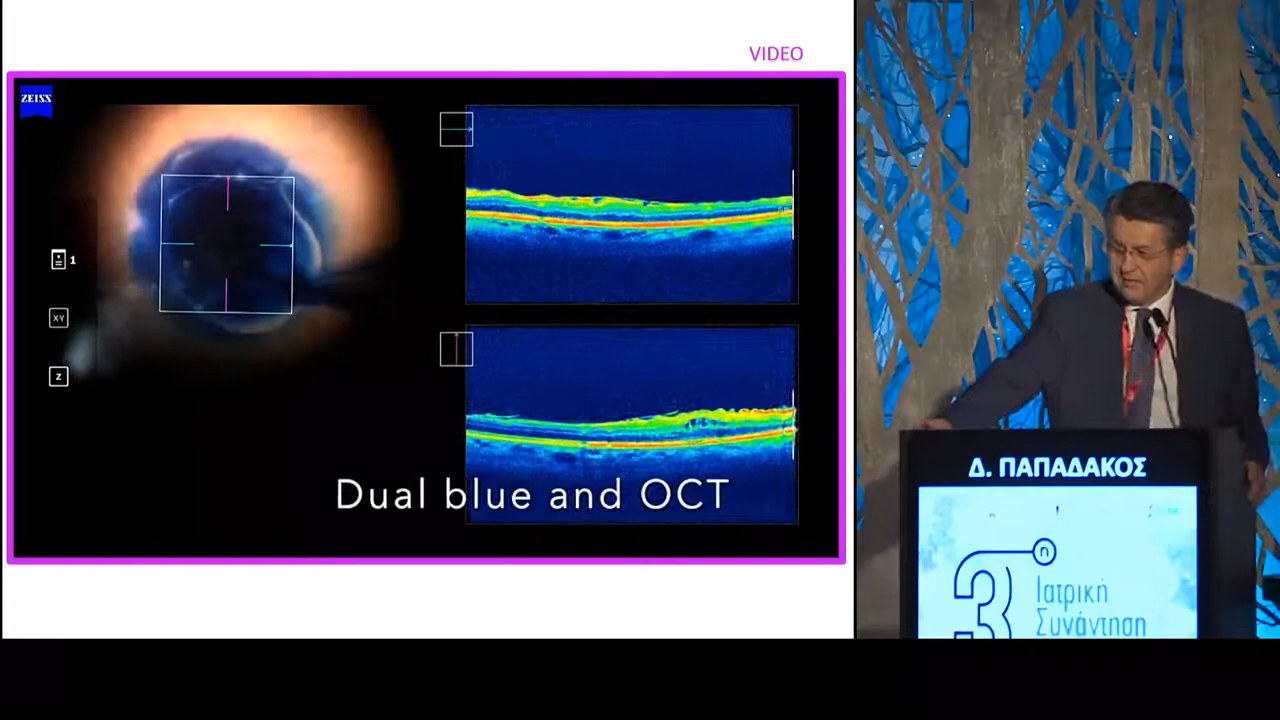 VIDEO
ZEISS
1
XY
Z
Dual blue and OCT
Δ. ΠΑΠΑΔΑΚΟΣ
3
η
Ιατρική
Συνάντηση